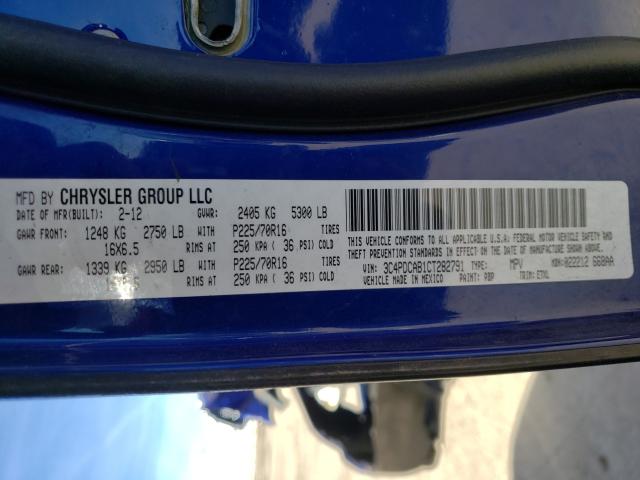 MFD BY CHRYSLER GROUP LLC
DATE OF MFR(BUILT): 2-12 GVWR: 2405 KG 5300 LB
GAWR FRONT: 1248 KG 2750 LB WITH P225/70R16 TIRES
16X6.5 RIMS AT 250 KPA ( 36 PSI) COLD
GAWR REAR: 1339 KG 2950 LB WITH P225/70R16 TIRES
RIMS AT 250 KPA ( 36 PSI) COLD
THIS VEHICLE CONFORMS TO ALL APPLICABLE U.S.A. FEDERAL MOTOR VEHICLE SAFETY AND
THEFT PREVENTION STANDARDS IN EFFECT ON THE DATE OF MANUFACTURE SHOWN ABOVE.
VIN: 3C4PDCAB1CT282791 TYPE: MPV MDH: 022212
VEHICLE MADE IN MEXICO PAINT: PBP TRIM: